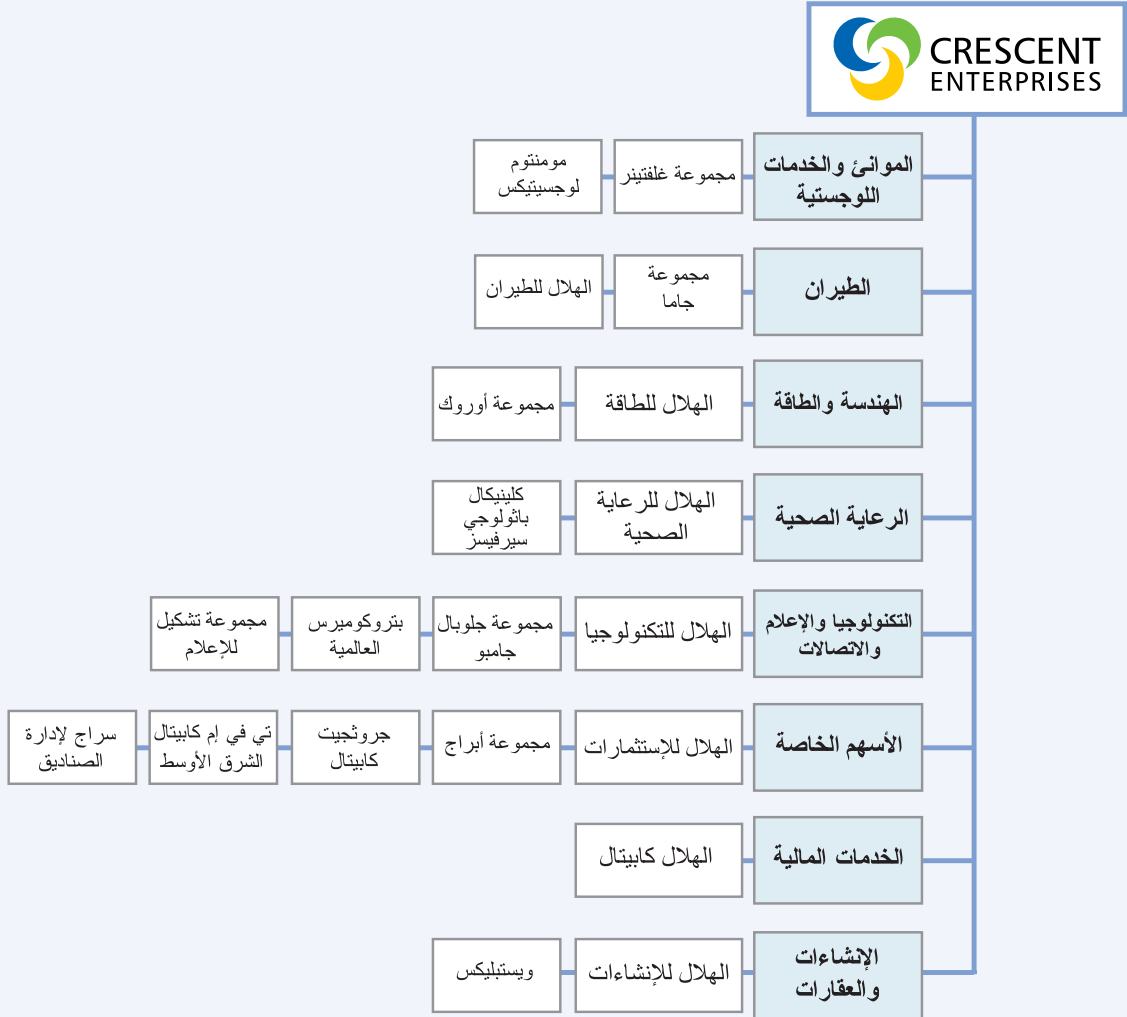 CRESCENT
ENTERPRISES
الموانئ والخدمات
اللوجستية
مجموعة غلفتينر
مومنتوم
لوجسيتيكس
الطيران
مجموعة
جاما
الهلال للطيران
الهندسة والطاقة
الهلال للطاقة
مجموعة أوروك
الرعاية الصحية
الهلال للرعاية
الصحية
كلينيكال
باثولوجي
سيرفيسز
التكنولوجيا والإعلام
والاتصالات
الهلال للتكنولوجيا
مجموعة جلوبال
جامبو
بتروكوميرس
العالمية
مجموعة تشكيل
للإعلام
الأسهم الخاصة
الهلال للإستثمارات
مجموعة أبراج
جروثجيت
كابيتال
تي في إم كابيتال
الشرق الأوسط
سراج لإدارة
الصناديق
الخدمات المالية
الهلال كابيتال
الإنشاءات
والعقارات
الهلال للإنشاءات
ويستبليكس